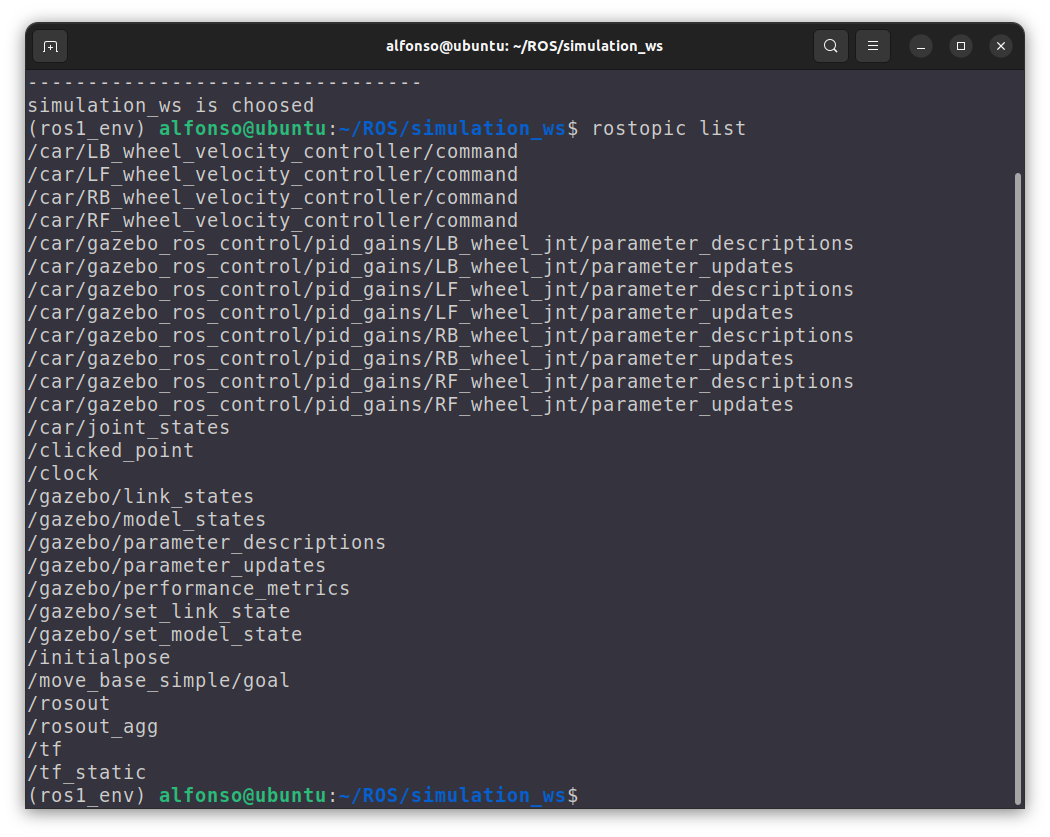 alfonso@ubuntu: ~/ROS/simulation_ws
---------------------------------
simulation_ws is choosed
(ros1_env) alfonso@ubuntu:~/ROS/simulation_ws$ rostopic list
/car/LB_wheel_velocity_controller/command
/car/LF_wheel_velocity_controller/command
/car/RB_wheel_velocity_controller/command
/car/RF_wheel_velocity_controller/command
/car/gazebo_ros_control/pid_gains/LB_wheel_jnt/parameter_descriptions
/car/gazebo_ros_control/pid_gains/LB_wheel_jnt/parameter_updates
/car/gazebo_ros_control/pid_gains/LF_wheel_jnt/parameter_descriptions
/car/gazebo_ros_control/pid_gains/LF_wheel_jnt/parameter_updates
/car/gazebo_ros_control/pid_gains/RB_wheel_jnt/parameter_descriptions
/car/gazebo_ros_control/pid_gains/RB_wheel_jnt/parameter_updates
/car/gazebo_ros_control/pid_gains/RF_wheel_jnt/parameter_descriptions
/car/gazebo_ros_control/pid_gains/RF_wheel_jnt/parameter_updates
/car/joint_states
/clicked_point
/clock
/gazebo/link_states
/gazebo/model_states
/gazebo/parameter_descriptions
/gazebo/parameter_updates
/gazebo/performance_metrics
/gazebo/set_link_state
/gazebo/set_model_state
/initialpose
/move_base_simple/goal
/rosout
/rosout_agg
/tf
/tf_static
(ros1_env) alfonso@ubuntu:~/ROS/simulation_ws$